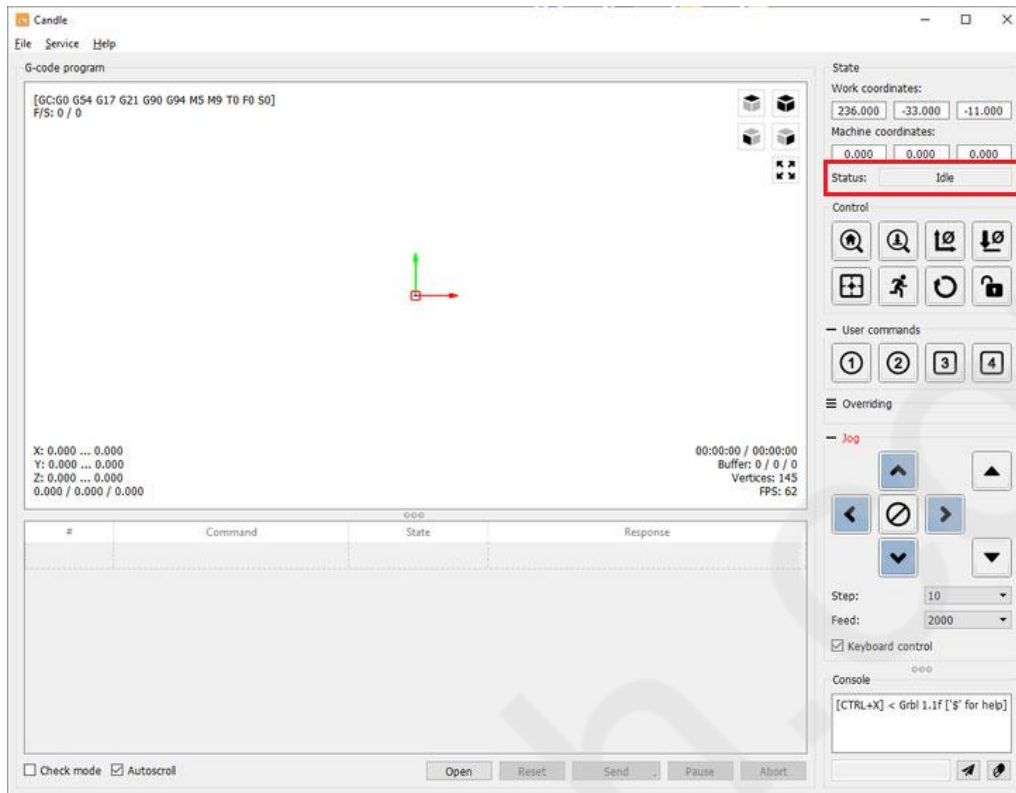 Candle
File Service Help
G-code program
[GC:G0 G54 G17 G21 G90 G94 M5 M9 T0 F0 S0]
F/S: 0 / 0
X: 0.000 ... 0.000
Y: 0.000 ... 0.000
Z: 0.000 ... 0.000
0.000 / 0.000 / 0.000
00:00:00 / 00:00:00
Buffer: 0 / 0 / 0
Vertices: 145
FPS: 62
# Command State Response
Check mode Autoscroll Open Reset Send Pause Abort
State
Work coordinates:
236.000 -33.000 -11.000
Machine coordinates:
0.000 0.000 0.000
Status: Idle
Control
User commands
1 2 3 4
Overriding
Jog
Step: 10
Feed: 2000
Keyboard control
Console
[CTRL+X] < Grbl 1.1f ['$' for help]